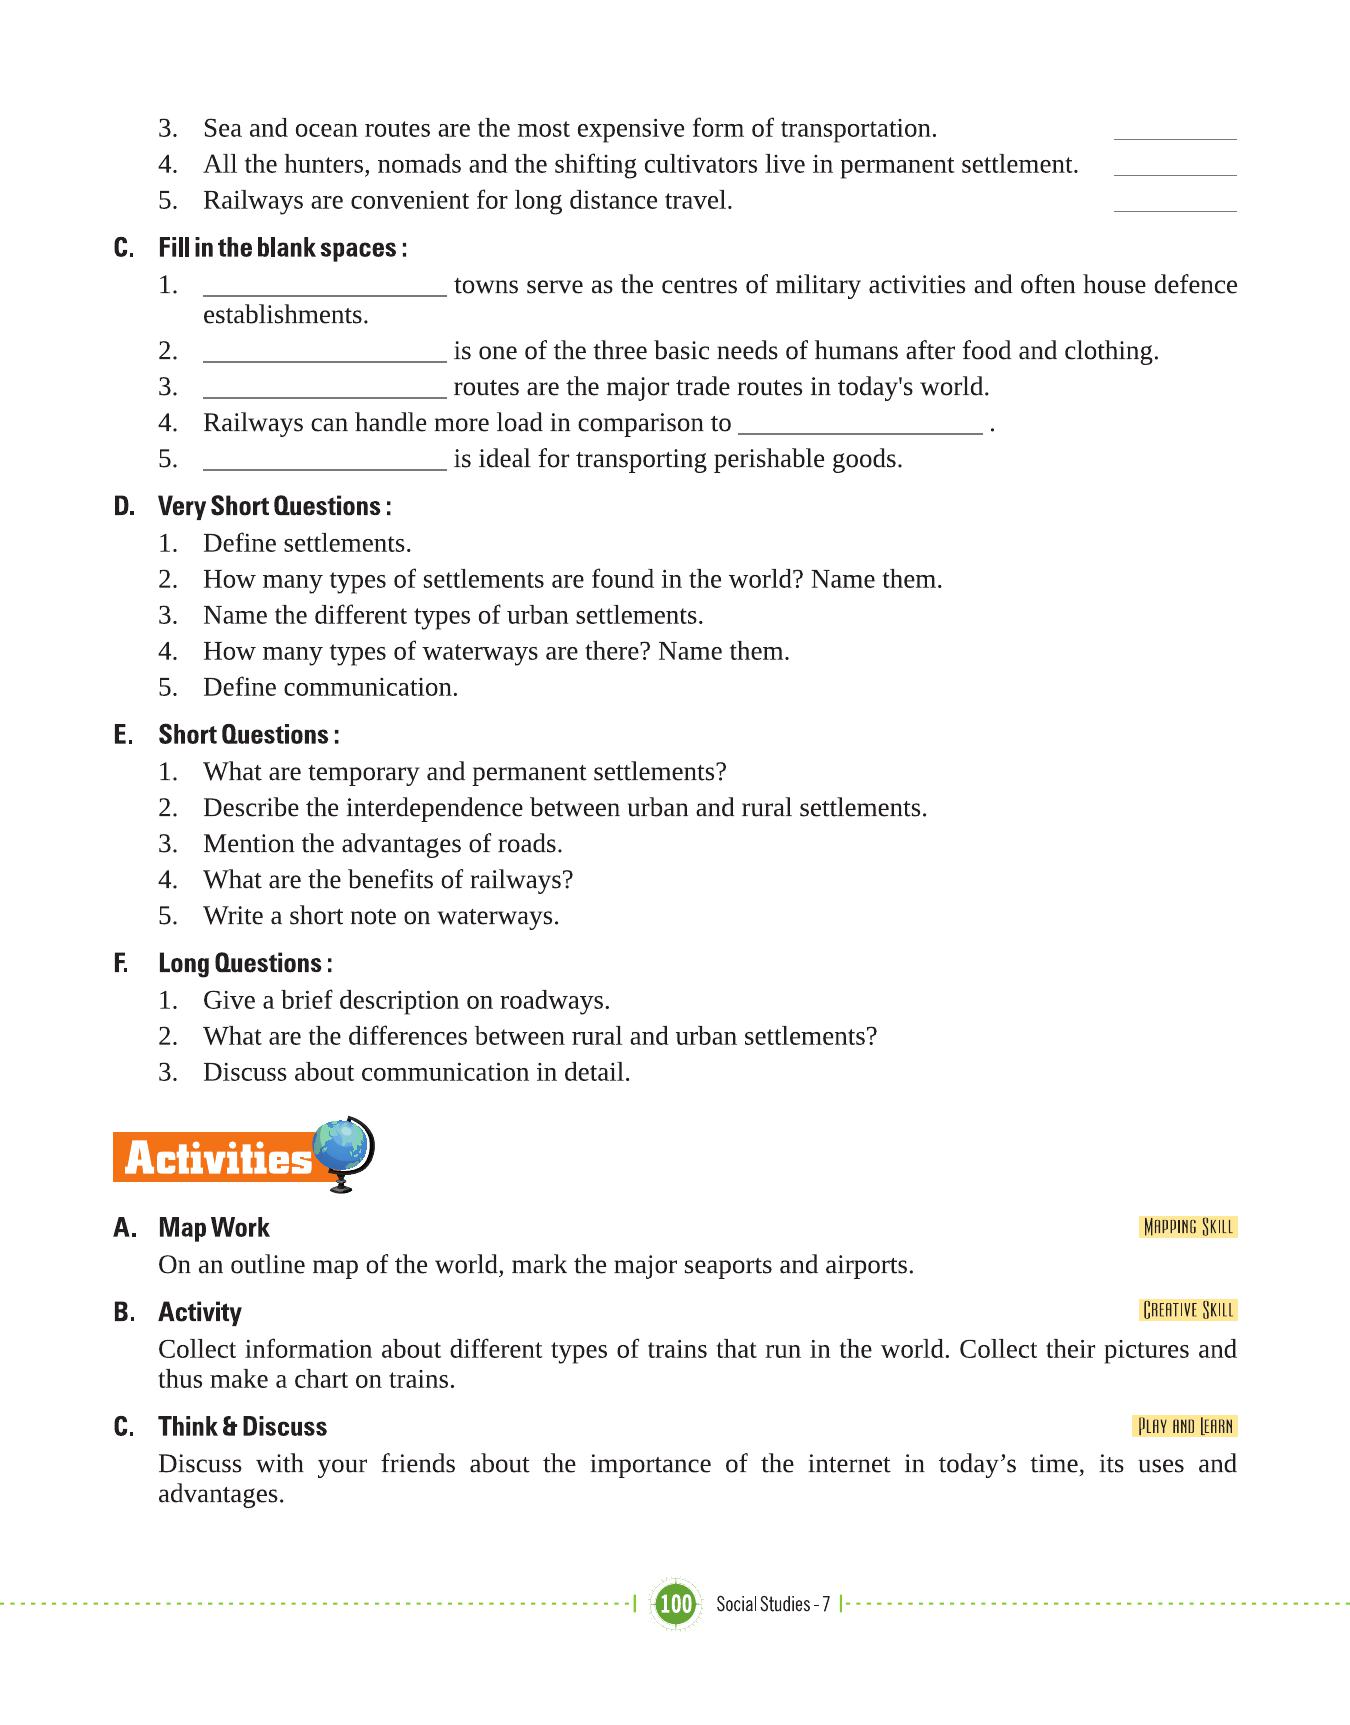 3. Sea and ocean routes are the most expensive form of transportation. __________
4. All the hunters, nomads and the shifting cultivators live in permanent settlement. __________
5. Railways are convenient for long distance travel. __________
C. Fill in the blank spaces :
1. __________________ towns serve as the centres of military activities and often house defence
establishments.
2. __________________ is one of the three basic needs of humans after food and clothing.
3. __________________ routes are the major trade routes in today's world.
4. Railways can handle more load in comparison to __________________ .
5. __________________ is ideal for transporting perishable goods.
D. Very Short Questions :
1. Define settlements.
2. How many types of settlements are found in the world? Name them.
3. Name the different types of urban settlements.
4. How many types of waterways are there? Name them.
5. Define communication.
E. Short Questions :
1. What are temporary and permanent settlements?
2. Describe the interdependence between urban and rural settlements.
3. Mention the advantages of roads.
4. What are the benefits of railways?
5. Write a short note on waterways.
F. Long Questions :
1. Give a brief description on roadways.
2. What are the differences between rural and urban settlements?
3. Discuss about communication in detail.
Activities
A. Map Work MAPPING SKILL
On an outline map of the world, mark the major seaports and airports.
B. Activity CREATIVE SKILL
Collect information about different types of trains that run in the world. Collect their pictures and
thus make a chart on trains.
C. Think & Discuss PLAY AND LEARN
Discuss with your friends about the importance of the internet in today’s time, its uses and
advantages.
100 Social Studies - 7